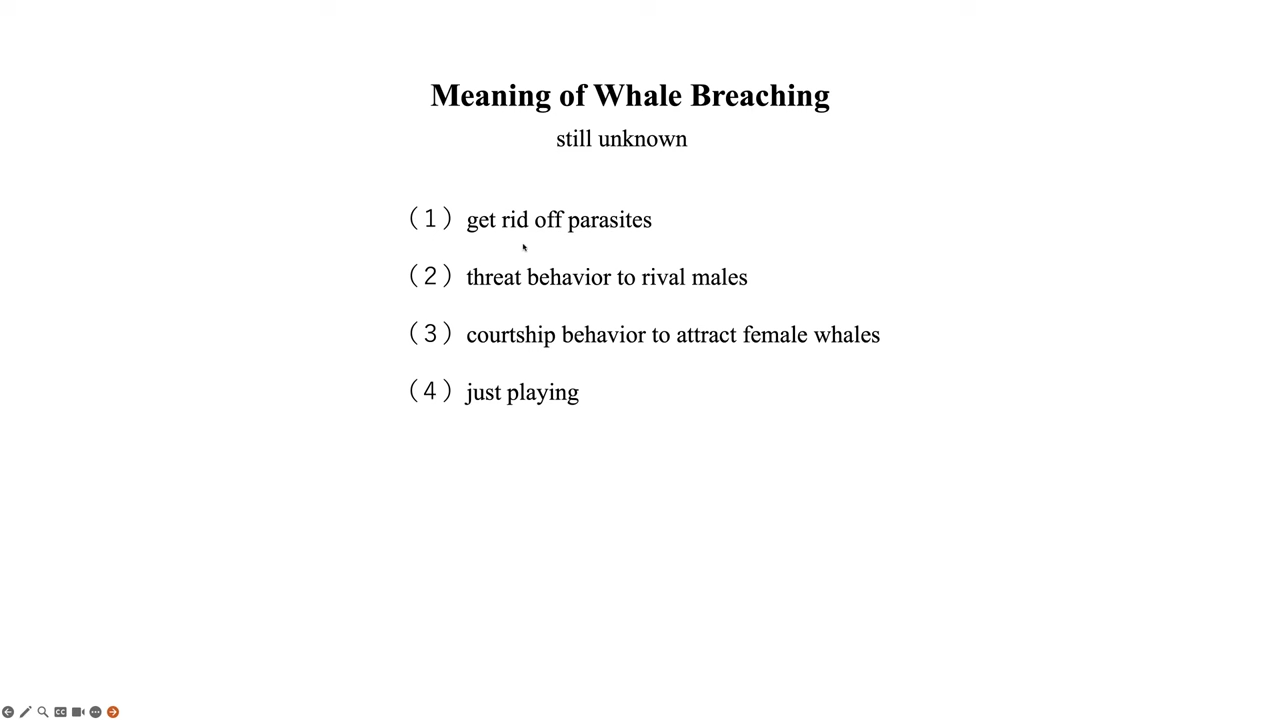 Meaning of Whale Breaching
still unknown
（１）get rid off parasites
（２）threat behavior to rival males
（３）courtship behavior to attract female whales
（４）just playing
CC